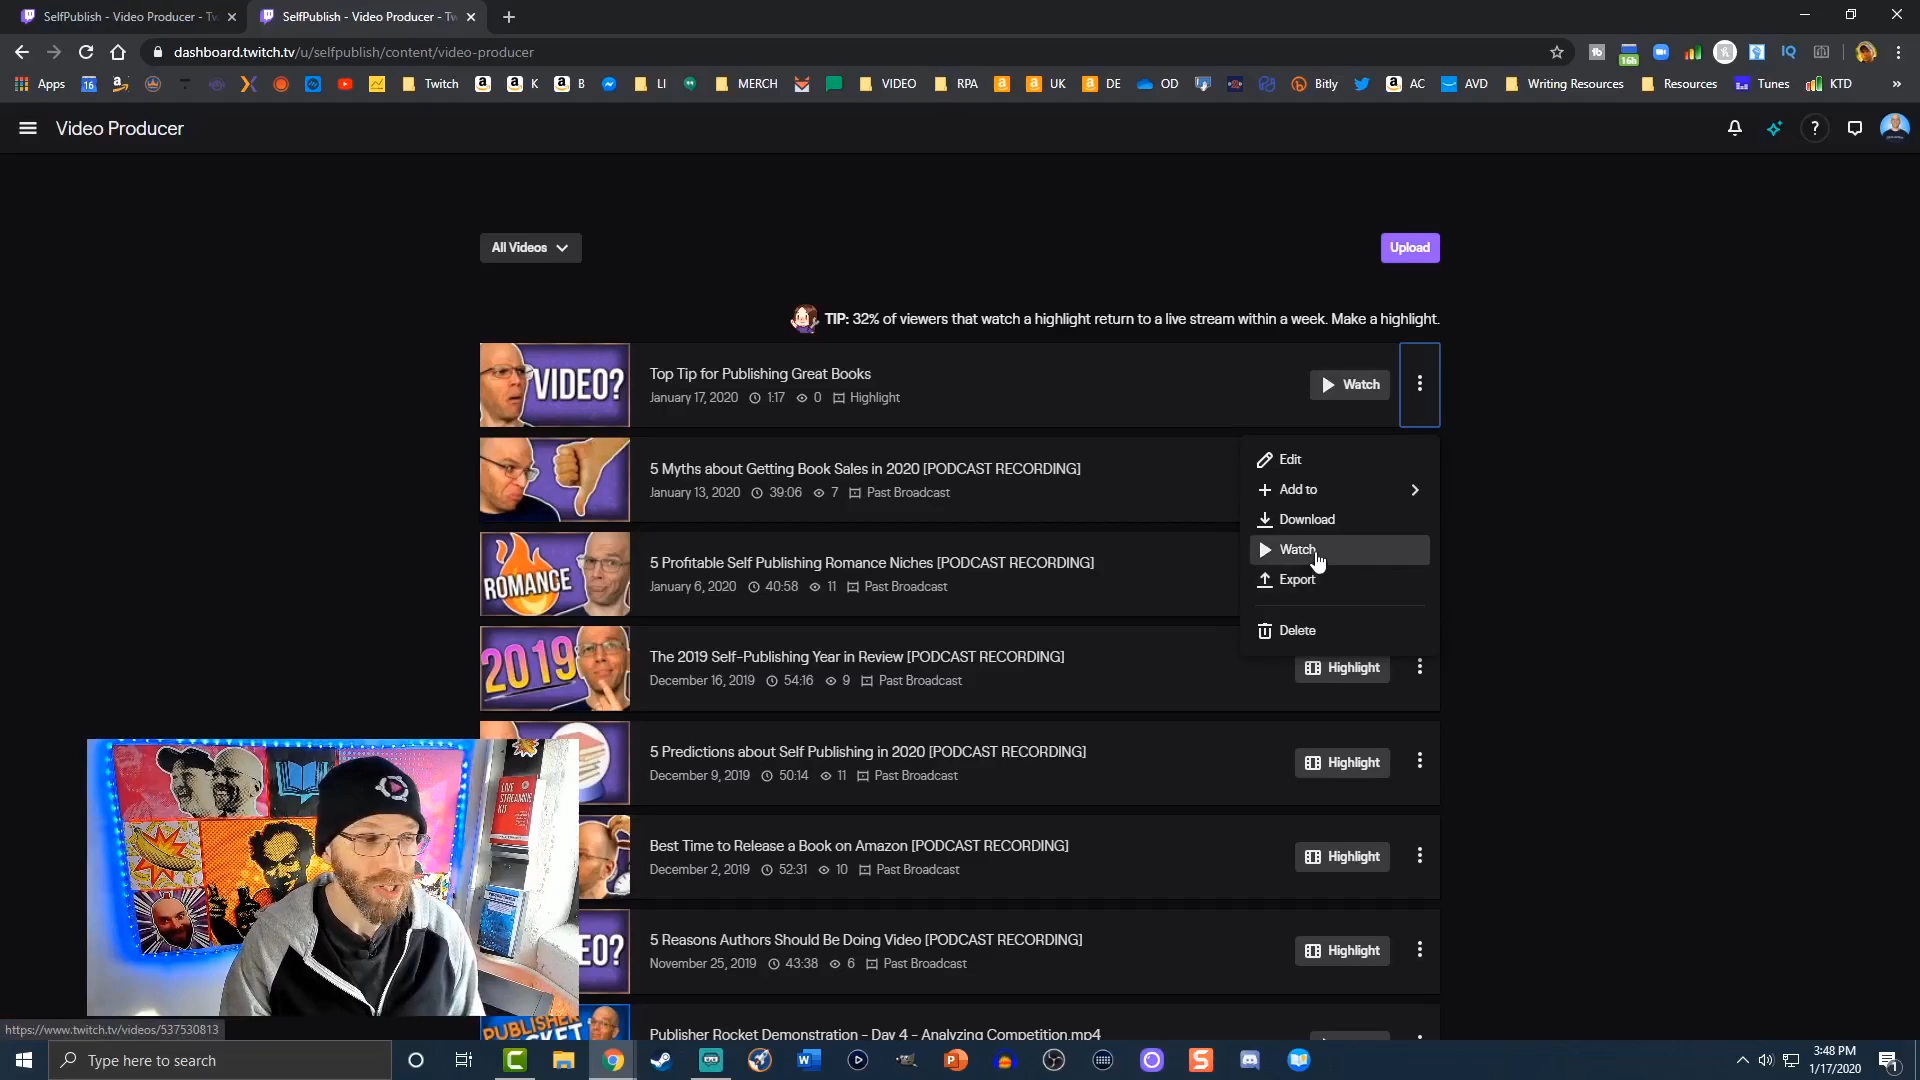 SelfPublish - Video Producer - Tw
SelfPublish - Video Producer - Tw
dashboard.twitch.tv/u/selfpublish/content/video-producer
16h
IQ
Apps
16
Twitch
K
B
LI
MERCH
VIDEO
RPA
UK
DE
OD
Bitly
AC
AVD
Writing Resources
Resources
Tunes
KTD
Video Producer
?
All Videos
Upload
TIP: 32% of viewers that watch a highlight return to a live stream within a week. Make a highlight.
VIDEO?
Top Tip for Publishing Great Books
January 17, 2020 1:17 0 Highlight
Watch
5 Myths about Getting Book Sales in 2020 [PODCAST RECORDING]
January 13, 2020 39:06 7 Past Broadcast
Edit
Add to
Download
Watch
Export
Delete
ROMANCE
5 Profitable Self Publishing Romance Niches [PODCAST RECORDING]
January 6, 2020 40:58 11 Past Broadcast
2019
The 2019 Self-Publishing Year in Review [PODCAST RECORDING]
December 16, 2019 54:16 9 Past Broadcast
Highlight
5 Predictions about Self Publishing in 2020 [PODCAST RECORDING]
December 9, 2019 50:14 11 Past Broadcast
Highlight
Best Time to Release a Book on Amazon [PODCAST RECORDING]
December 2, 2019 52:31 10 Past Broadcast
Highlight
EO?
5 Reasons Authors Should Be Doing Video [PODCAST RECORDING]
November 25, 2019 43:38 6 Past Broadcast
Highlight
PUBLISHER
ROCKET
Publisher Rocket Demonstration - Day 4 - Analyzing Competition.mp4
LIVE
STREAMING
KIT
https://www.twitch.tv/videos/537530813
Type here to search
3:48 PM
1/17/2020
1